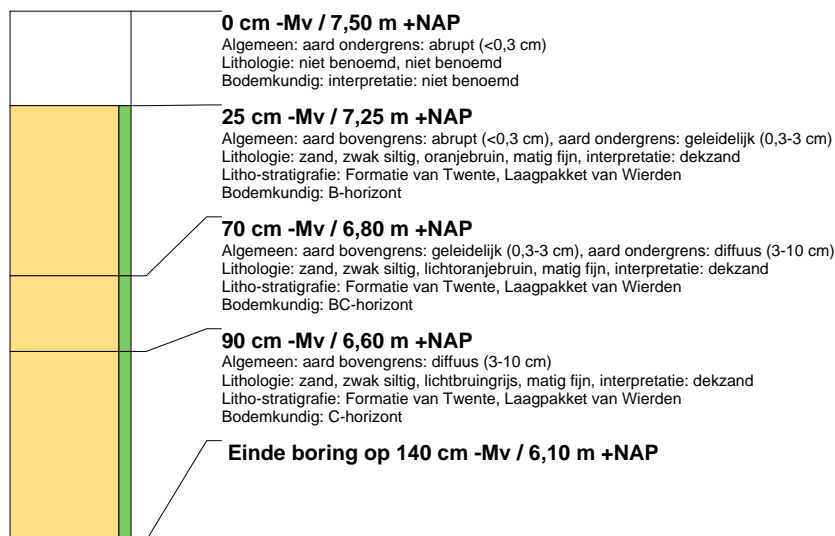 0 cm -Mv / 7,50 m +NAP
Algemeen: aard ondergrens: abrupt (<0,3 cm)
Lithologie: niet benoemd, niet benoemd
Bodemkundig: interpretatie: niet benoemd
25 cm -Mv / 7,25 m +NAP
Algemeen: aard bovengrens: abrupt (<0,3 cm), aard ondergrens: geleidelijk (0,3-3 cm)
Lithologie: zand, zwak siltig, oranjebruin, matig fijn, interpretatie: dekzand
Litho-stratigrafie: Formatie van Twente, Laagpakket van Wierden
Bodemkundig: B-horizont
70 cm -Mv / 6,80 m +NAP
Algemeen: aard bovengrens: geleidelijk (0,3-3 cm), aard ondergrens: diffuus (3-10 cm)
Lithologie: zand, zwak siltig, lichtoranjebruin, matig fijn, interpretatie: dekzand
Litho-stratigrafie: Formatie van Twente, Laagpakket van Wierden
Bodemkundig: BC-horizont
90 cm -Mv / 6,60 m +NAP
Algemeen: aard bovengrens: diffuus (3-10 cm)
Lithologie: zand, zwak siltig, lichtbruingrijs, matig fijn, interpretatie: dekzand
Litho-stratigrafie: Formatie van Twente, Laagpakket van Wierden
Bodemkundig: C-horizont
Einde boring op 140 cm -Mv / 6,10 m +NAP